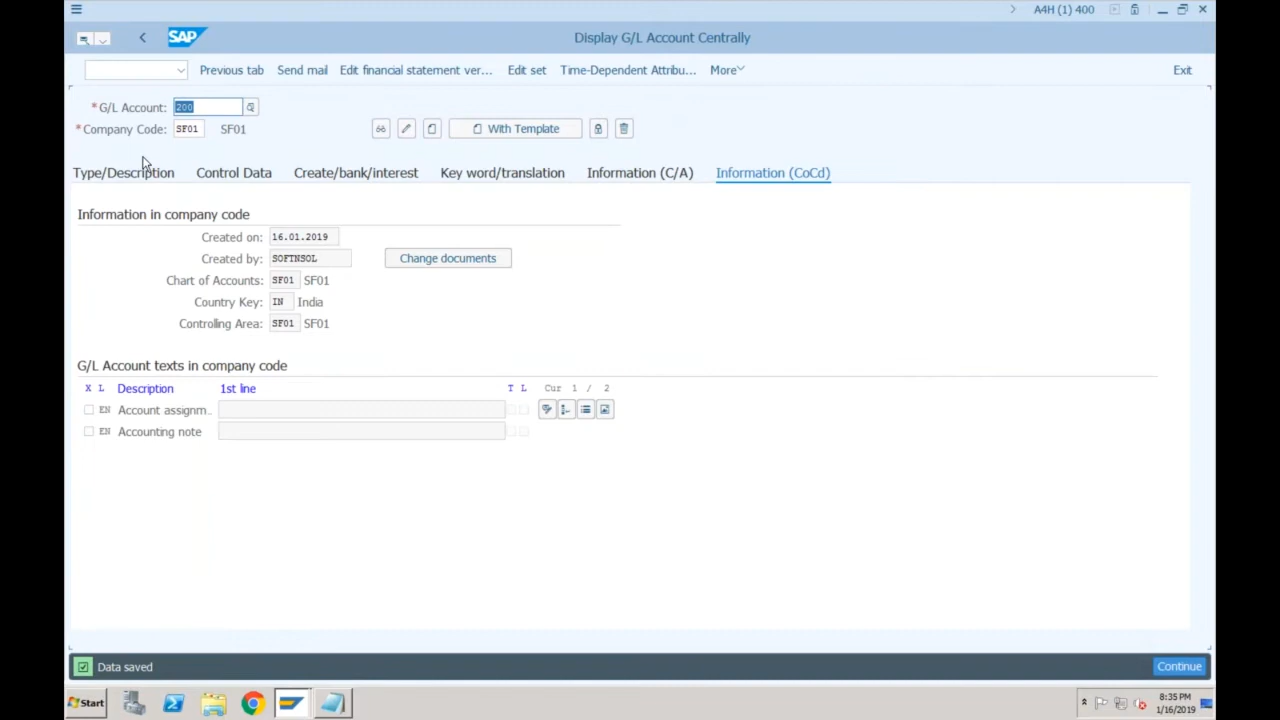 A4H (1) 400
SAP
Display G/L Account Centrally
Previous tab Send mail Edit financial statement ver... Edit set Time-Dependent Attribu... More Exit
*G/L Account: 200
*Company Code: SF01 SF01 With Template
Type/Description Control Data Create/bank/interest Key word/translation Information (C/A) Information (CoCd)
Information in company code
Created on: 16.01.2019
Created by: SOFTNSOL Change documents
Chart of Accounts: SF01 SF01
Country Key: IN India
Controlling Area: SF01 SF01
G/L Account texts in company code
X L Description 1st line T L Cur 1 / 2
EN Account assignm..
EN Accounting note
Data saved Continue
Start 8:35 PM
1/16/2019